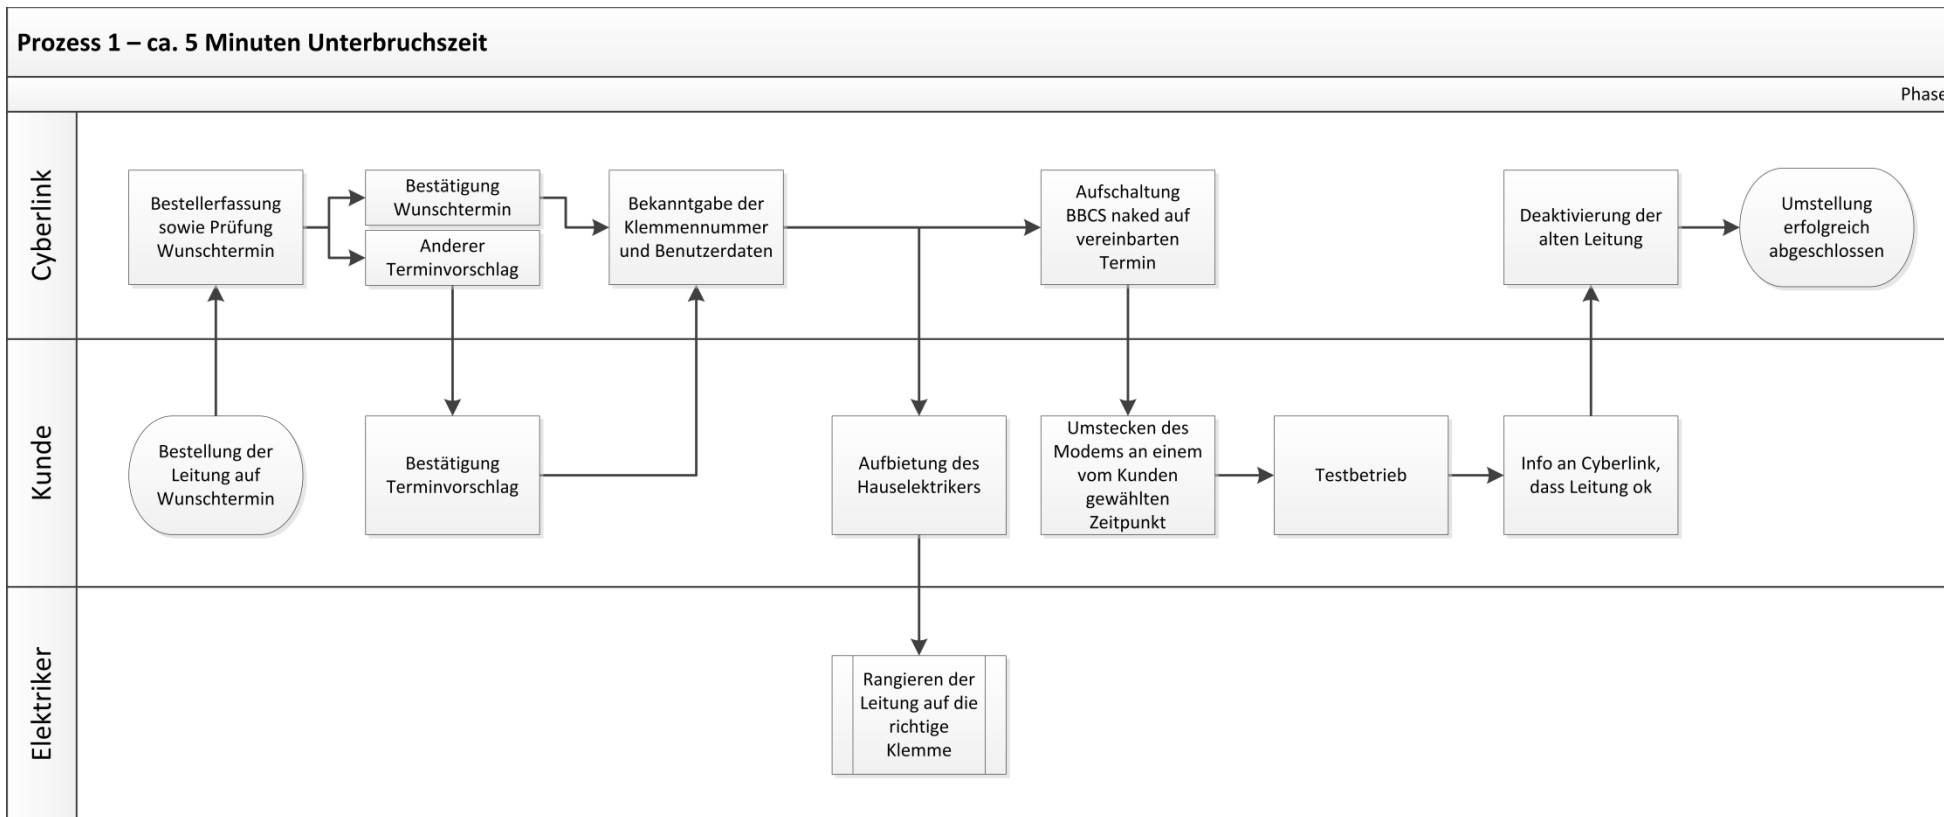 Prozess 1 – ca. 5 Minuten Unterbruchszeit
Phase
Cyberlink
Bestellerfassung
sowie Prüfung
Wunschtermin
Bestätigung
Wunschtermin
Anderer
Terminvorschlag
Bekanntgabe der
Klemmennummer
und Benutzerdaten
Aufschaltung
BBCS naked auf
vereinbarten
Termin
Deaktivierung der
alten Leitung
Umstellung
erfolgreich
abgeschlossen
Kunde
Bestellung der
Leitung auf
Wunschtermin
Bestätigung
Terminvorschlag
Aufbietung des
Hauselektrikers
Umstecken des
Modems an einem
vom Kunden
gewählten
Zeitpunkt
Testbetrieb
Info an Cyberlink,
dass Leitung ok
Elektriker
Rangieren der
Leitung auf die
richtige
Klemme